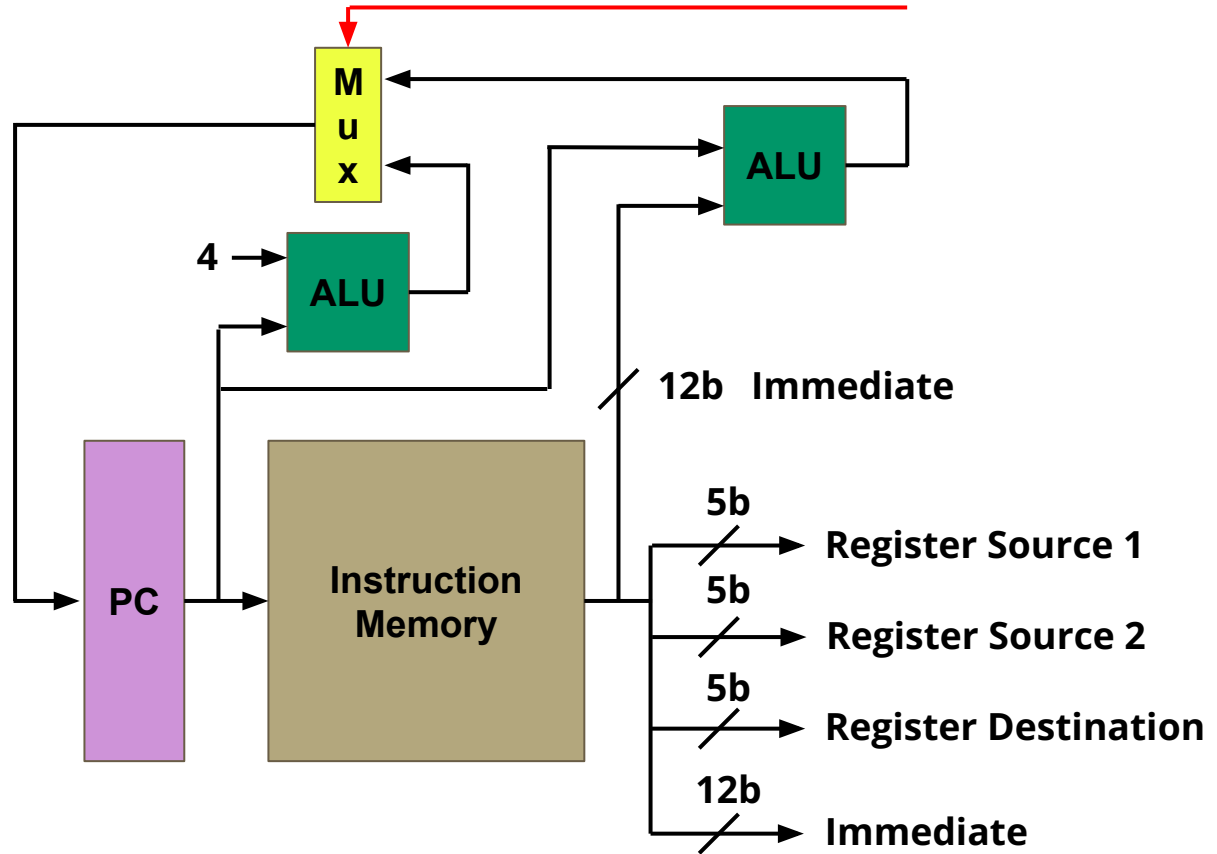 M
u
x
ALU
4
ALU
12b Immediate
PC
Instruction
Memory
5b
Register Source 1
5b
Register Source 2
5b
Register Destination
12b
Immediate